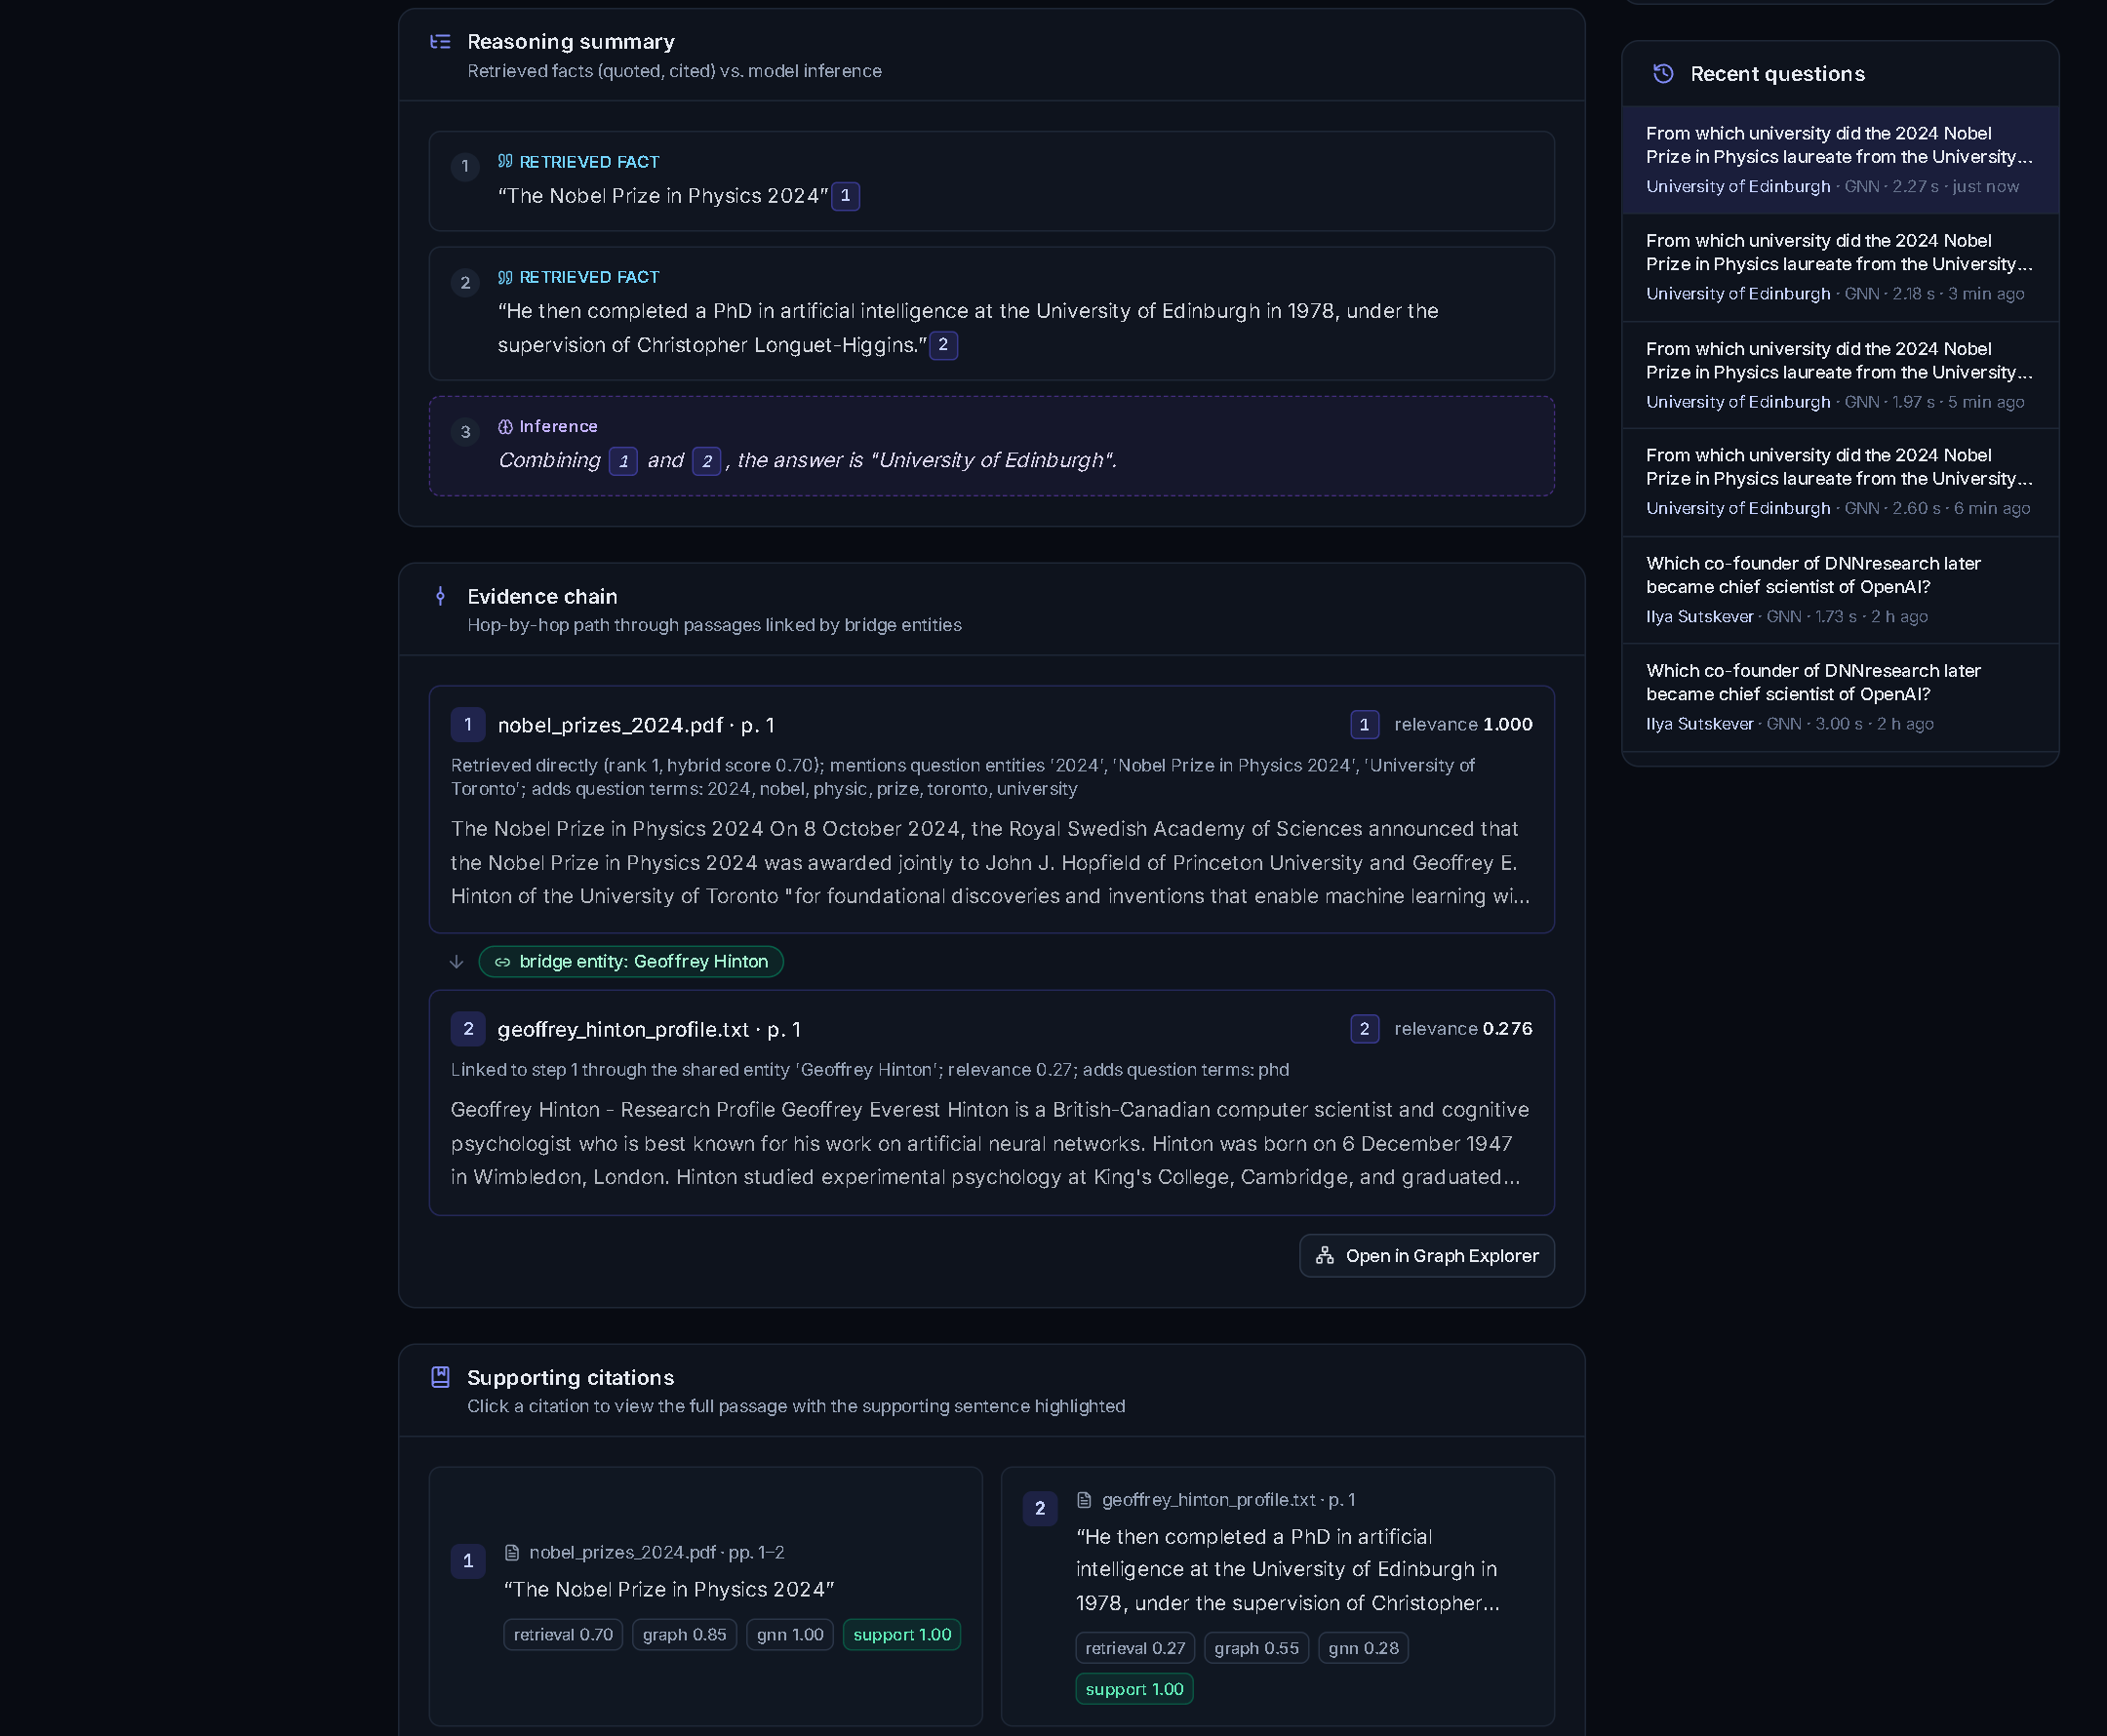 Reasoning summary
Retrieved facts (quoted, cited) vs. model inference
1
RETRIEVED FACT
“The Nobel Prize in Physics 2024” 1
2
RETRIEVED FACT
“He then completed a PhD in artificial intelligence at the University of Edinburgh in 1978, under the
supervision of Christopher Longuet-Higgins.” 2
3
Inference
Combining 1 and 2, the answer is "University of Edinburgh".
Evidence chain
Hop-by-hop path through passages linked by bridge entities
1 nobel_prizes_2024.pdf · p. 1
1 relevance 1.000
Retrieved directly (rank 1, hybrid score 0.70); mentions question entities '2024', 'Nobel Prize in Physics 2024', 'University of
Toronto'; adds question terms: 2024, nobel, physic, prize, toronto, university
The Nobel Prize in Physics 2024 On 8 October 2024, the Royal Swedish Academy of Sciences announced that
the Nobel Prize in Physics 2024 was awarded jointly to John J. Hopfield of Princeton University and Geoffrey E.
Hinton of the University of Toronto "for foundational discoveries and inventions that enable machine learning wi...
bridge entity: Geoffrey Hinton
2 geoffrey_hinton_profile.txt · p. 1
2 relevance 0.276
Linked to step 1 through the shared entity 'Geoffrey Hinton'; relevance 0.27; adds question terms: phd
Geoffrey Hinton - Research Profile Geoffrey Everest Hinton is a British-Canadian computer scientist and cognitive
psychologist who is best known for his work on artificial neural networks. Hinton was born on 6 December 1947
in Wimbledon, London. Hinton studied experimental psychology at King's College, Cambridge, and graduated...
Open in Graph Explorer
Supporting citations
Click a citation to view the full passage with the supporting sentence highlighted
1
nobel_prizes_2024.pdf · pp. 1–2
“The Nobel Prize in Physics 2024”
retrieval 0.70 graph 0.85 gnn 1.00 support 1.00
2
geoffrey_hinton_profile.txt · p. 1
“He then completed a PhD in artificial
intelligence at the University of Edinburgh in
1978, under the supervision of Christopher...
retrieval 0.27 graph 0.55 gnn 0.28
support 1.00
Recent questions
From which university did the 2024 Nobel
Prize in Physics laureate from the University...
University of Edinburgh · GNN · 2.27 s · just now
From which university did the 2024 Nobel
Prize in Physics laureate from the University...
University of Edinburgh · GNN · 2.18 s · 3 min ago
From which university did the 2024 Nobel
Prize in Physics laureate from the University...
University of Edinburgh · GNN · 1.97 s · 5 min ago
From which university did the 2024 Nobel
Prize in Physics laureate from the University...
University of Edinburgh · GNN · 2.60 s · 6 min ago
Which co-founder of DNNresearch later
became chief scientist of OpenAI?
Ilya Sutskever · GNN · 1.73 s · 2 h ago
Which co-founder of DNNresearch later
became chief scientist of OpenAI?
Ilya Sutskever · GNN · 3.00 s · 2 h ago